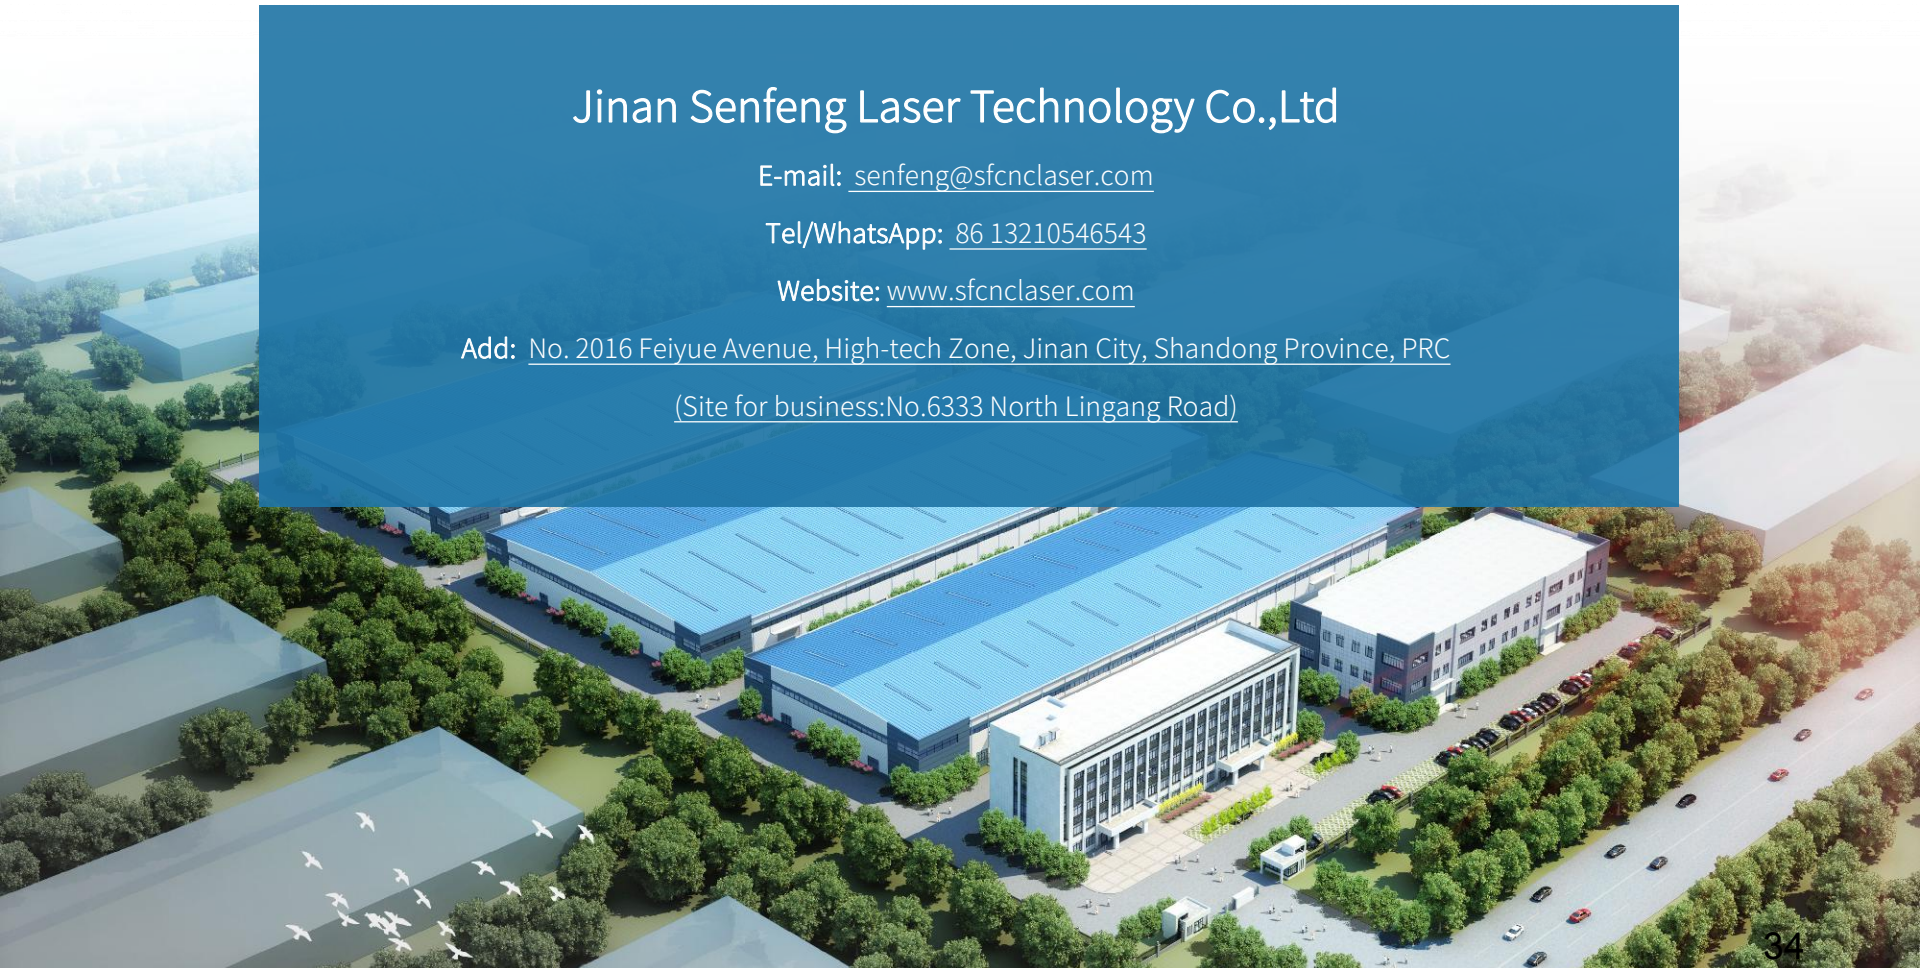 Jinan Senfeng Laser Technology Co.,Ltd
E-mail: senfeng@sfcnclaser.com
Tel/WhatsApp: 86 13210546543
Website: www.sfcnclaser.com
Add: No. 2016 Feiyue Avenue, High-tech Zone, Jinan City, Shandong Province, PRC
(Site for business:No.6333 North Lingang Road)
34